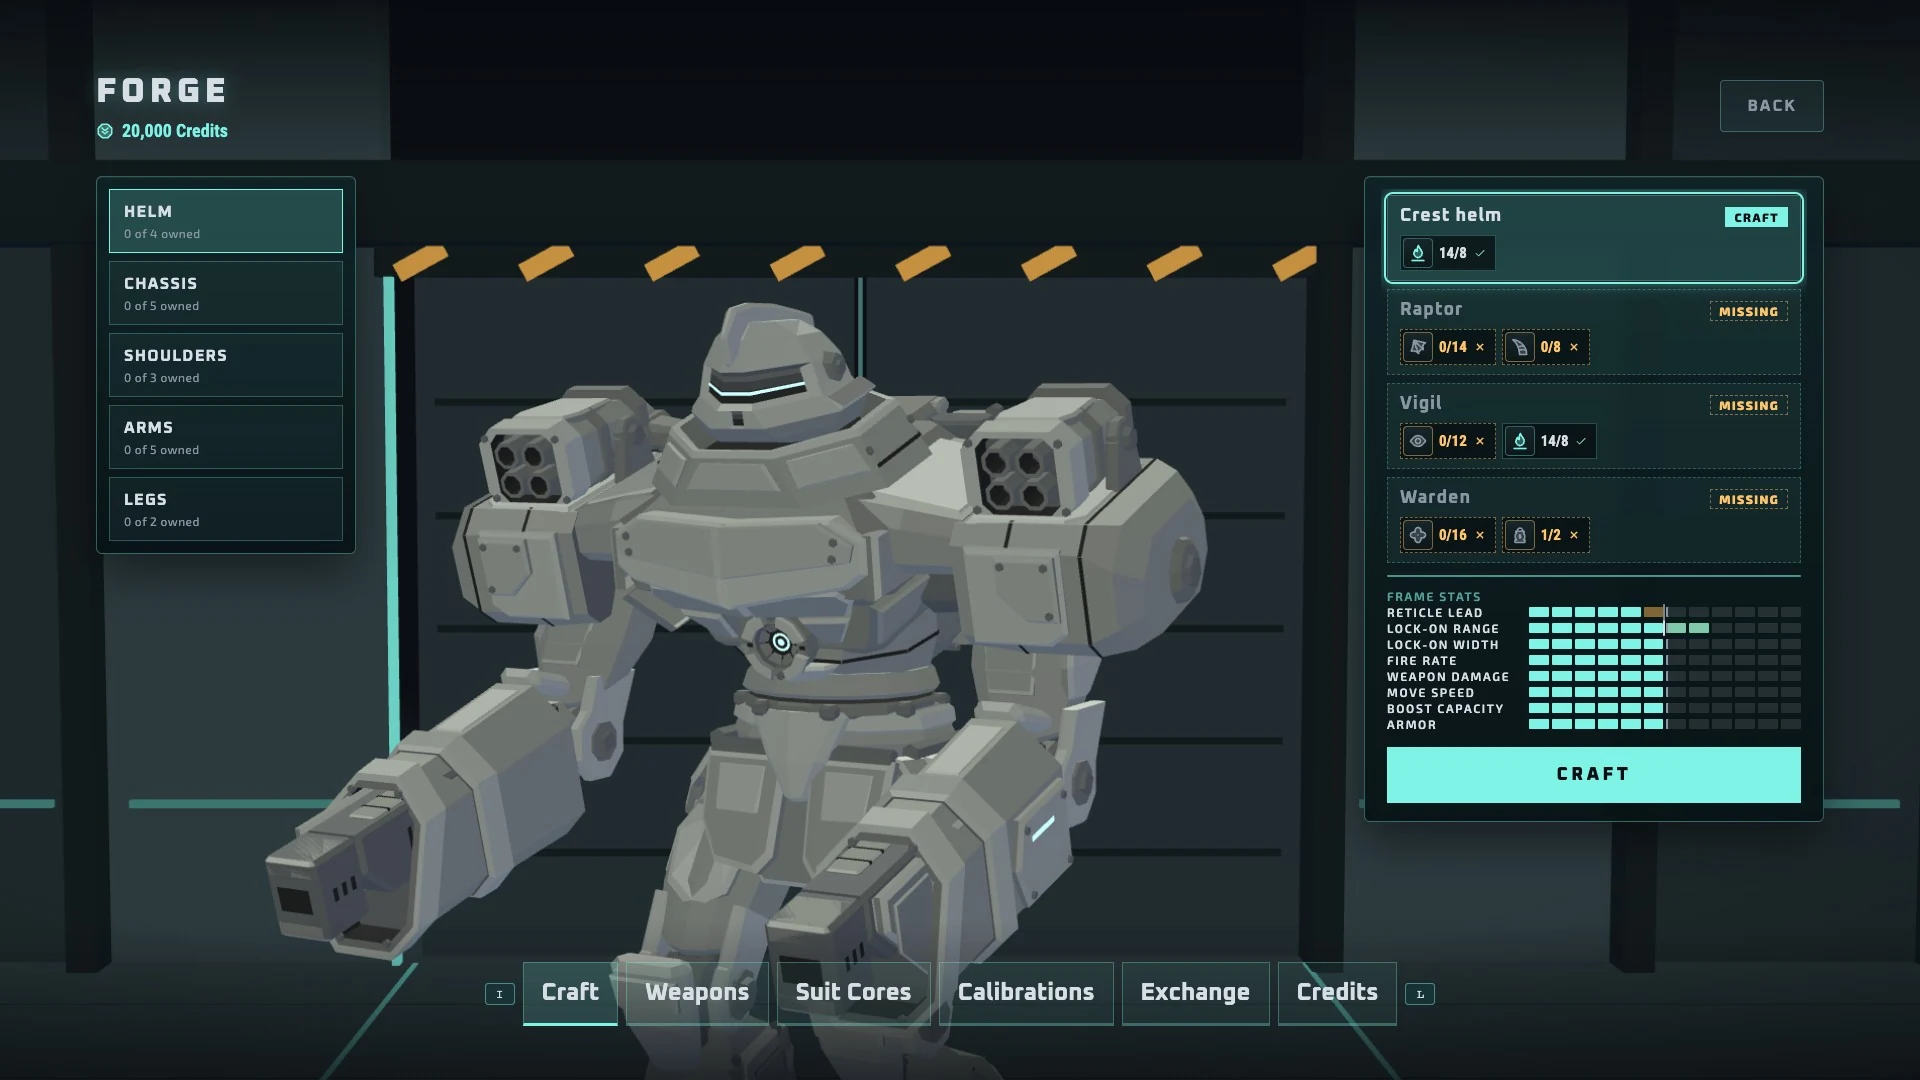 FORGE
20,000 Credits
BACK
HELM
0 of 4 owned
CHASSIS
0 of 5 owned
SHOULDERS
0 of 3 owned
ARMS
0 of 5 owned
LEGS
0 of 2 owned
Crest helm
CRAFT
14/8
Raptor
MISSING
0/14 × 0/8 ×
Vigil
MISSING
0/12 × 14/8
Warden
MISSING
0/16 × 1/2 ×
FRAME STATS
RETICLE LEAD
LOCK-ON RANGE
LOCK-ON WIDTH
FIRE RATE
WEAPON DAMAGE
MOVE SPEED
BOOST CAPACITY
ARMOR
CRAFT
I Craft Weapons Suit Cores Calibrations Exchange Credits L